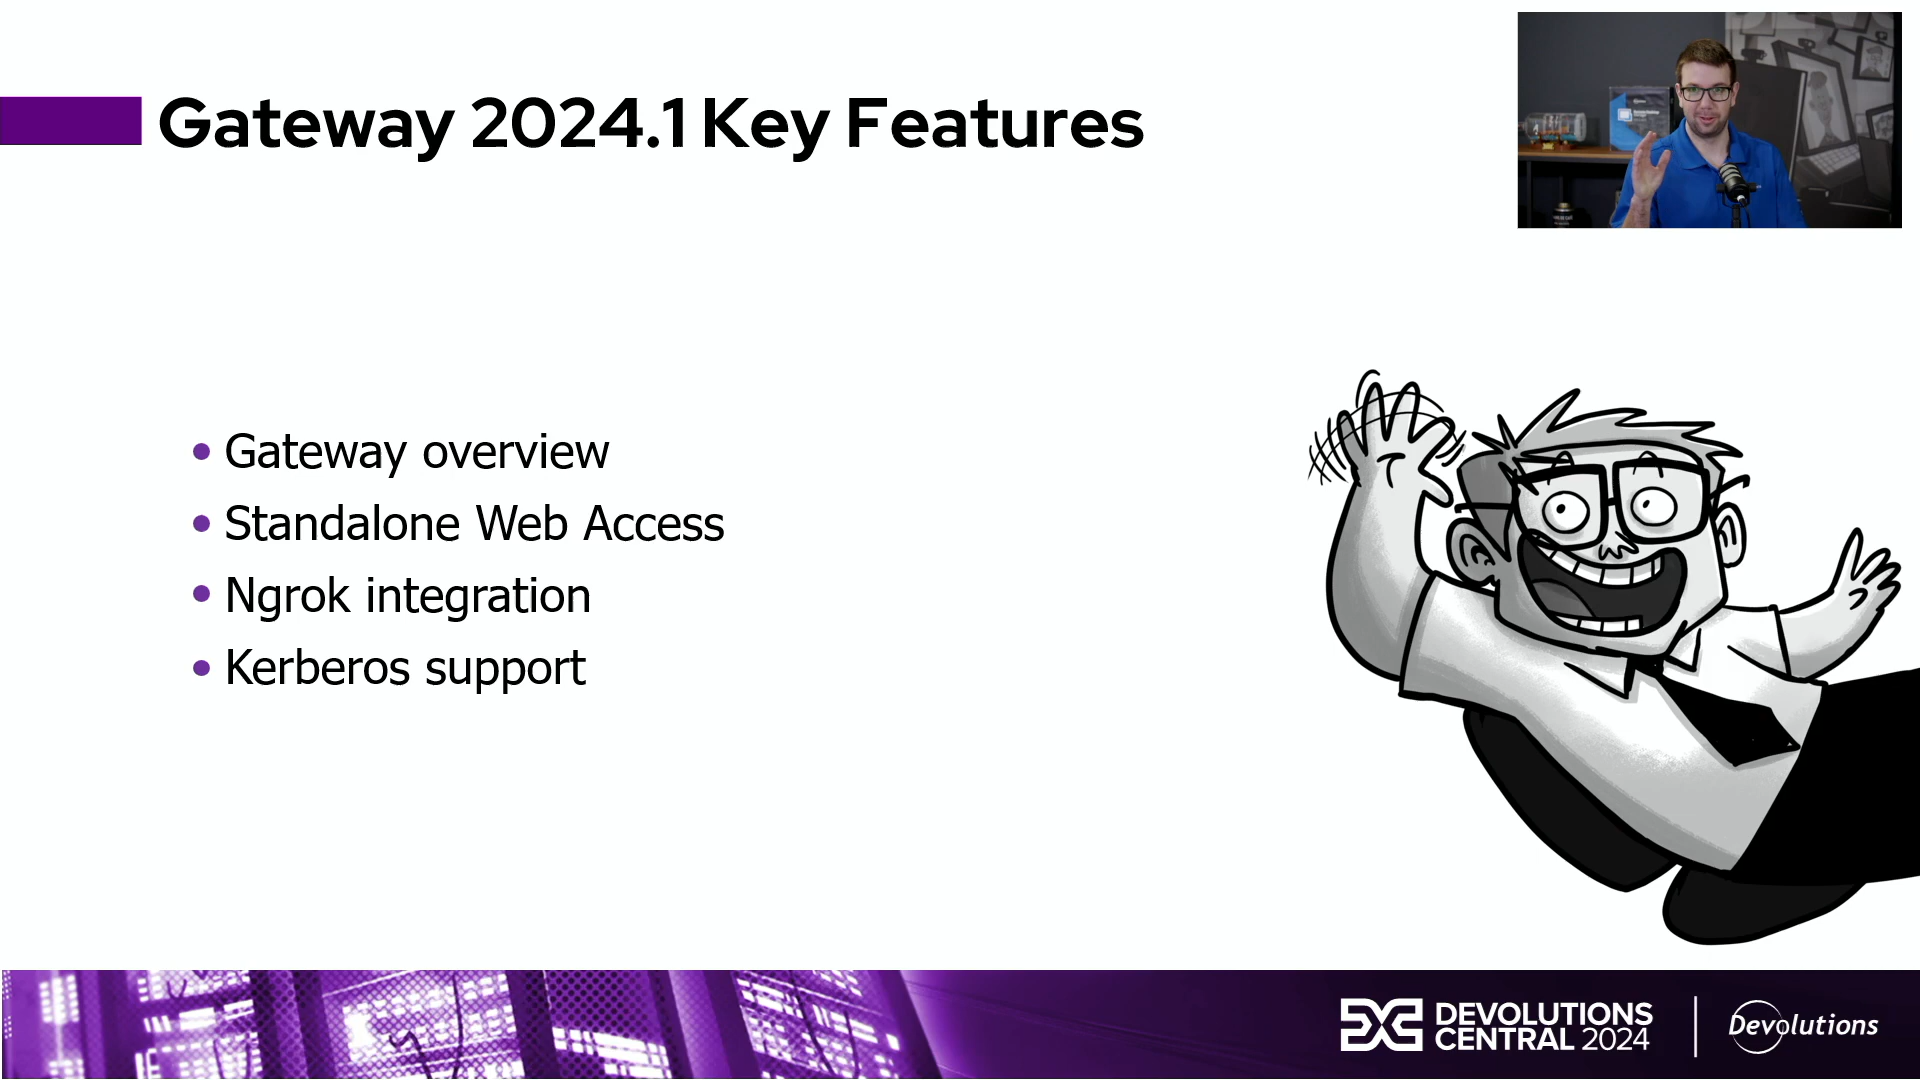 Gateway 2024.1 Key Features
Gateway overview
Standalone Web Access
Ngrok integration
Kerberos support
DEVOLUTIONS
CENTRAL 2024
Devolutions